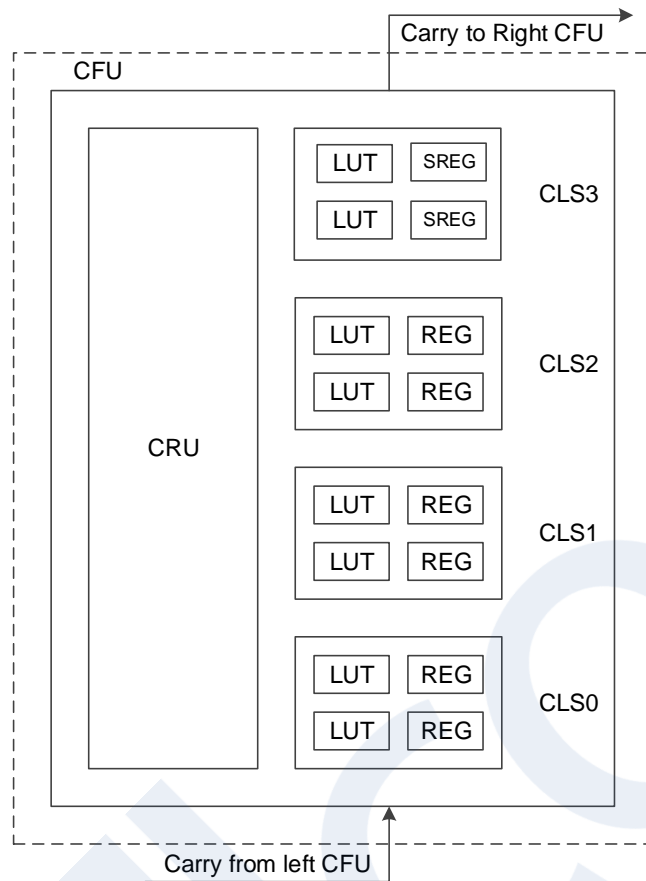 Carry to Right CFU
CFU
LUT SREG
LUT SREG
CLS3
LUT REG
LUT REG
CLS2
CRU
LUT REG
LUT REG
CLS1
LUT REG
LUT REG
CLS0
Carry from left CFU